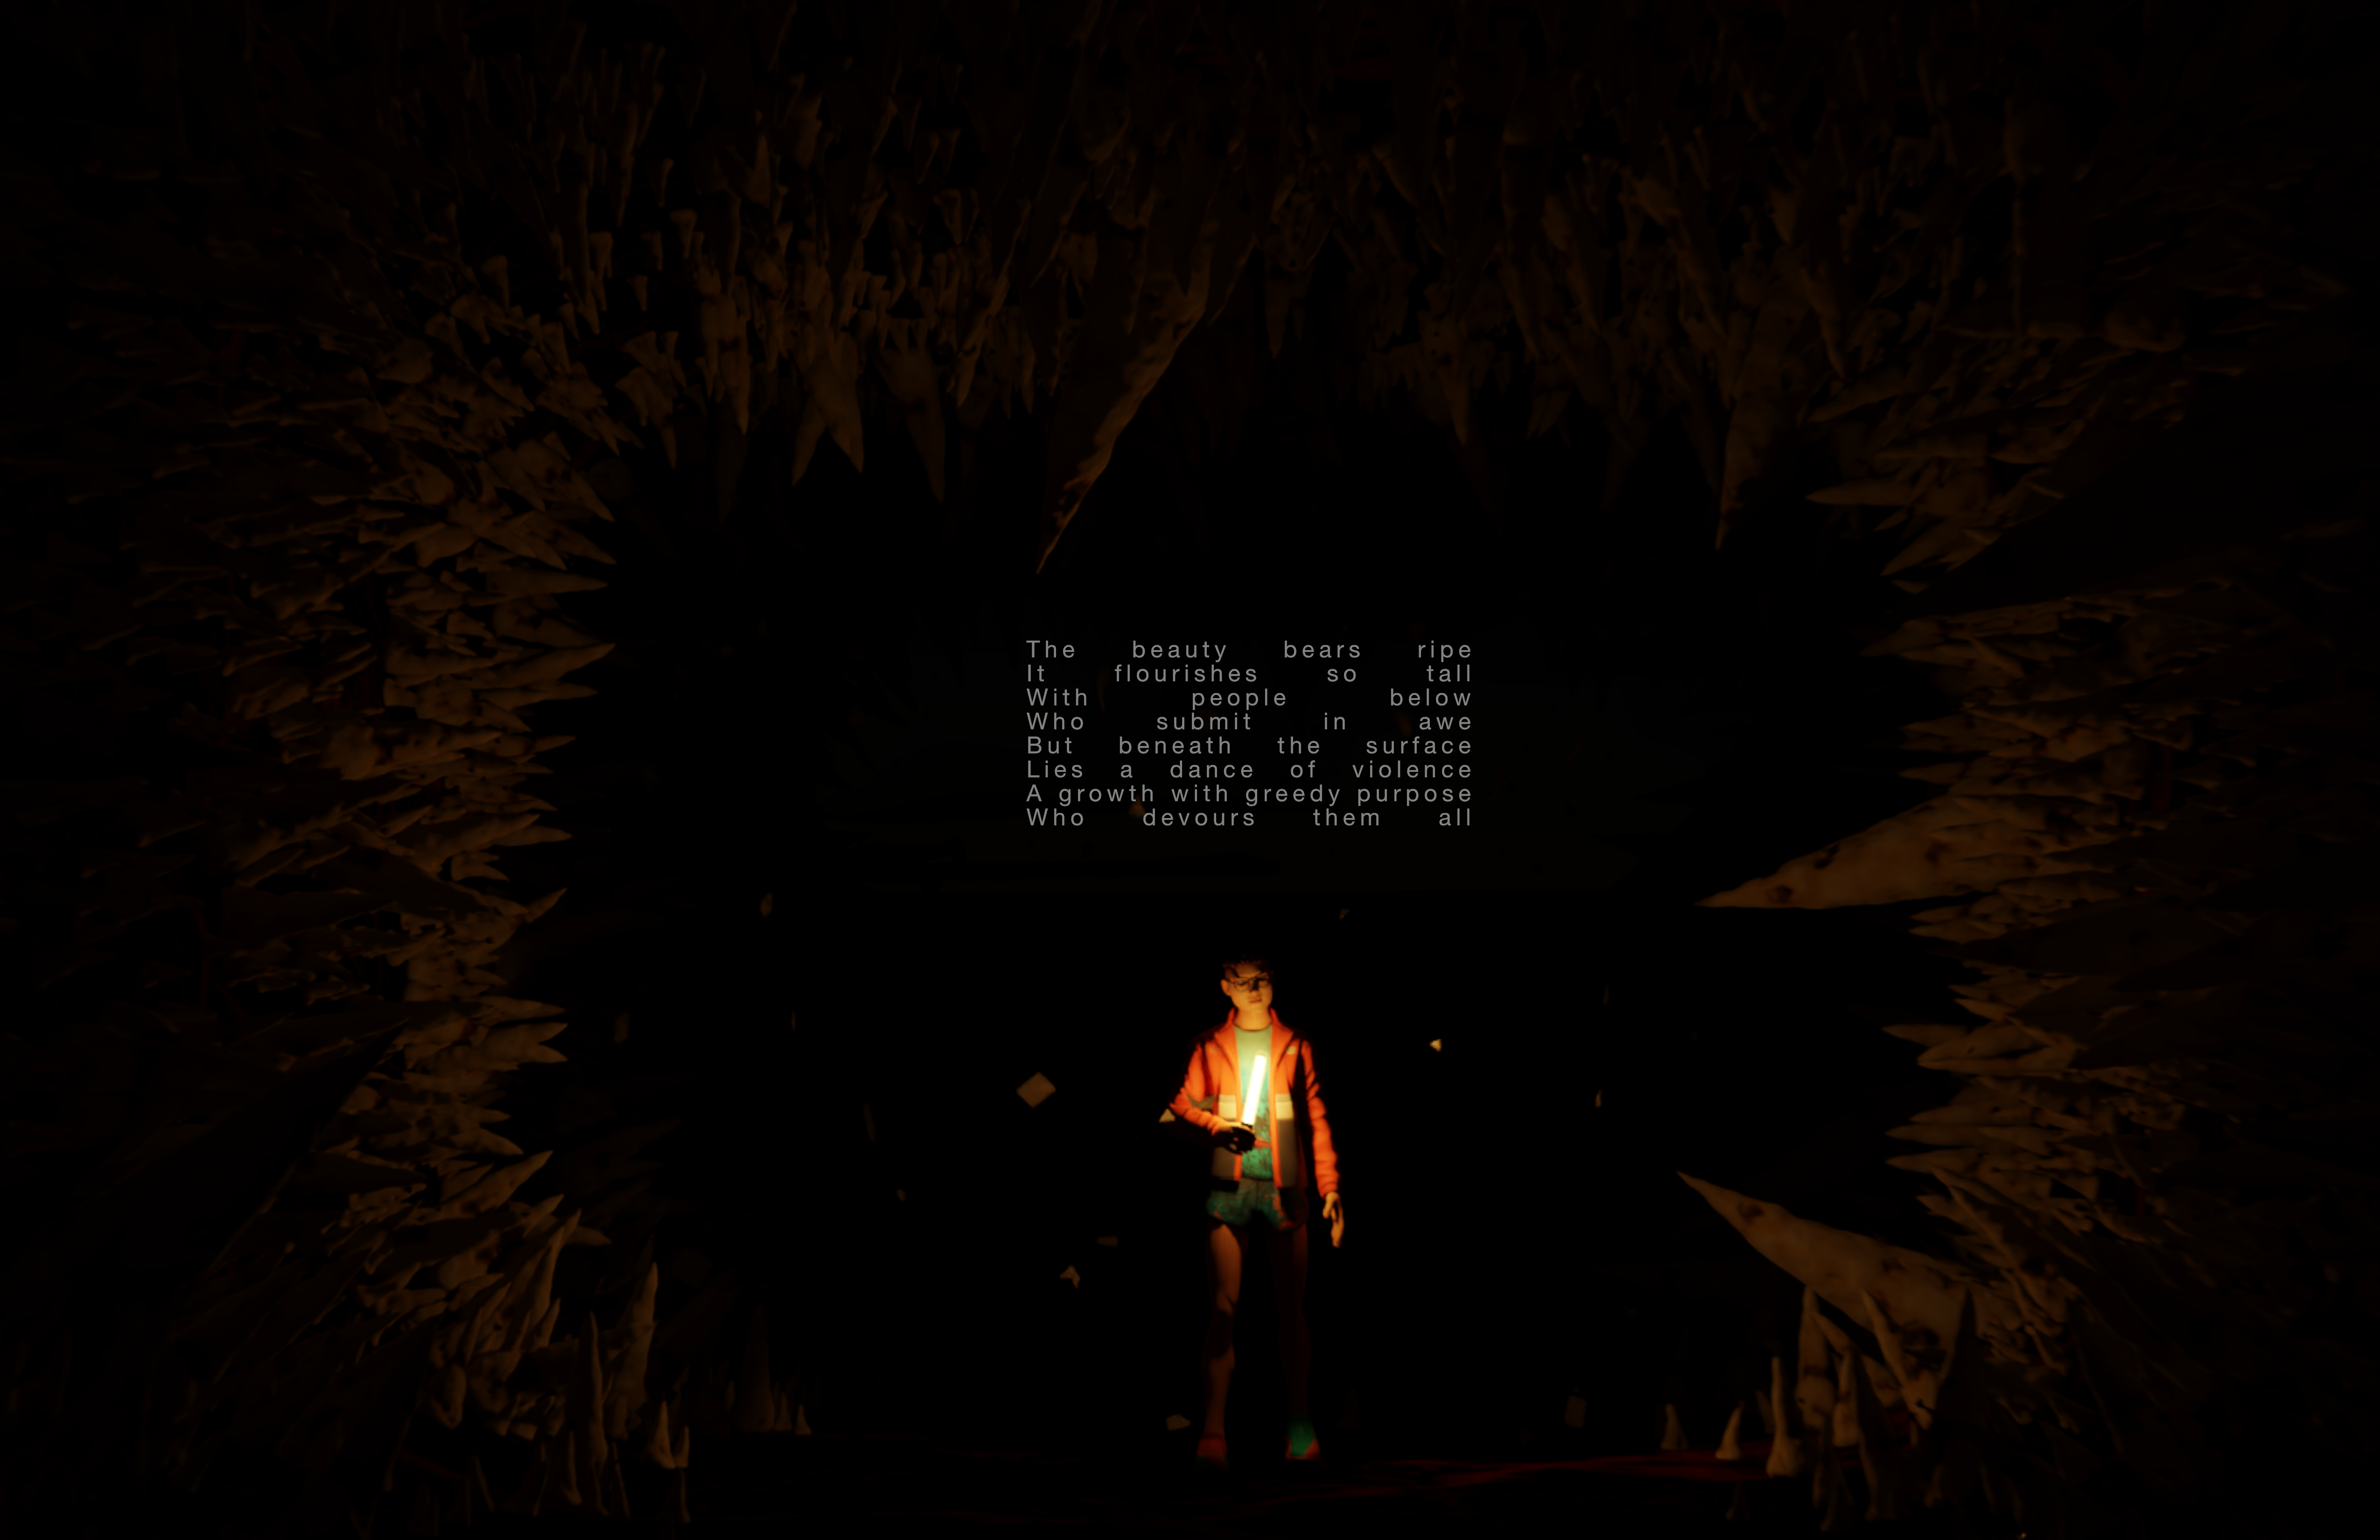 The beauty bears ripe
It flourishes so tall
With people below
Who submit in awe
But beneath the surface
Lies a dance of violence
A growth with greedy purpose
Who devours them all